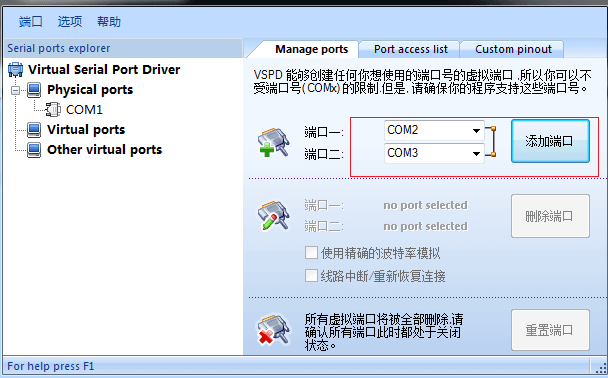 端口 选项 帮助
Serial ports explorer
Virtual Serial Port Driver
Physical ports
COM1
Virtual ports
Other virtual ports
Manage ports Port access list Custom pinout
VSPD 能够创建任何你想使用的端口号的虚拟端口 ,所以你可以不
受端口号( COMx) 的限制.但是, 请确保你的程序支持这些端口号。
端口一: COM2
端口二: COM3
添加端口
端口一: no port selected
端口二: no port selected
删除端口
使用精确的波特率模拟
线路中断/重新恢复连接
所有虚拟端口将被全部删除,请
确认所有端口此时都处于关闭
状态。
重置端口
For help press F1